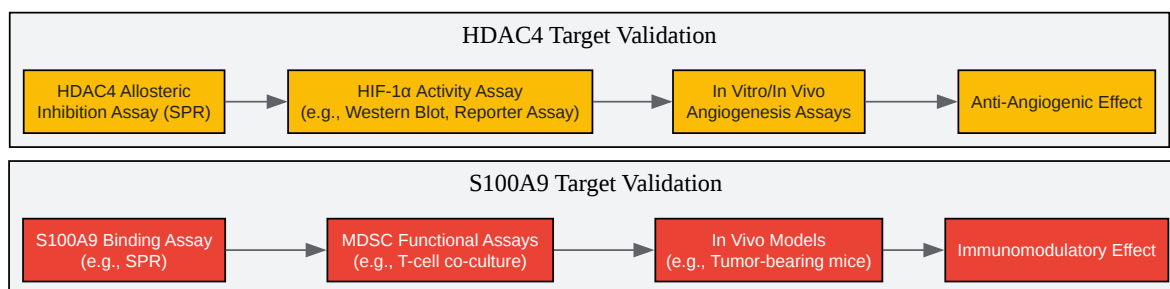 HDAC4 Target Validation
HDAC4 Allosteric
Inhibition Assay (SPR)
HIF-1α Activity Assay
(e.g., Western Blot, Reporter Assay)
In Vitro/In Vivo
Angiogenesis Assays
Anti-Angiogenic Effect
S100A9 Target Validation
S100A9 Binding Assay
(e.g., SPR)
MDSC Functional Assays
(e.g., T-cell co-culture)
In Vivo Models
(e.g., Tumor-bearing mice)
Immunomodulatory Effect